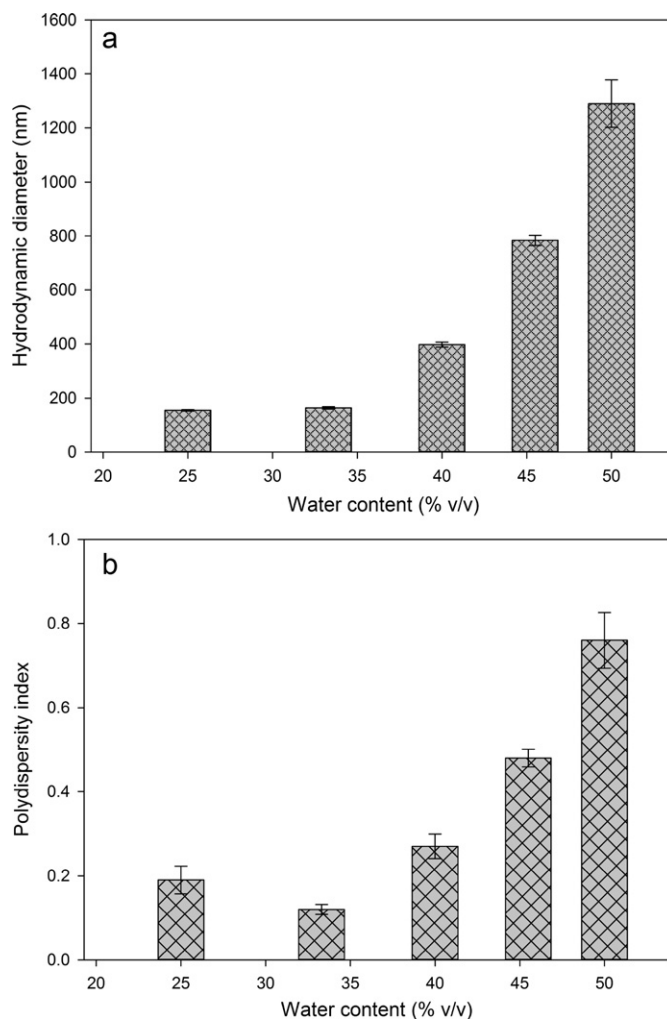 a
1600
1400
1200
1000
800
600
400
200
0
Hydrodynamic diameter (nm)
20 25 30 35 40 45 50
Water content (% v/v)
b
1.0
0.8
0.6
0.4
0.2
0.0
Polydispersity index
20 25 30 35 40 45 50
Water content (% v/v)